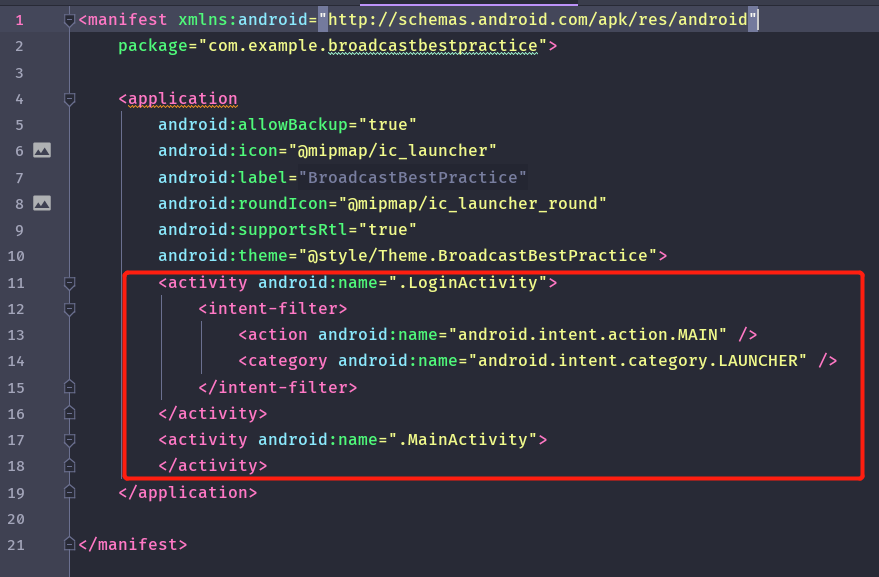 1 <manifest xmlns:android="http://schemas.android.com/apk/res/android"
2 package="com.example.broadcastbestpractice">
3
4 <application
5 android:allowBackup="true"
6 android:icon="@mipmap/ic_launcher"
7 android:label="BroadcastBestPractice"
8 android:roundIcon="@mipmap/ic_launcher_round"
9 android:supportsRtl="true"
10 android:theme="@style/Theme.BroadcastBestPractice">
11 <activity android:name=".LoginActivity">
12 <intent-filter>
13 <action android:name="android.intent.action.MAIN" />
14 <category android:name="android.intent.category.LAUNCHER" />
15 </intent-filter>
16 </activity>
17 <activity android:name=".MainActivity">
18 </activity>
19 </application>
20
21 </manifest>